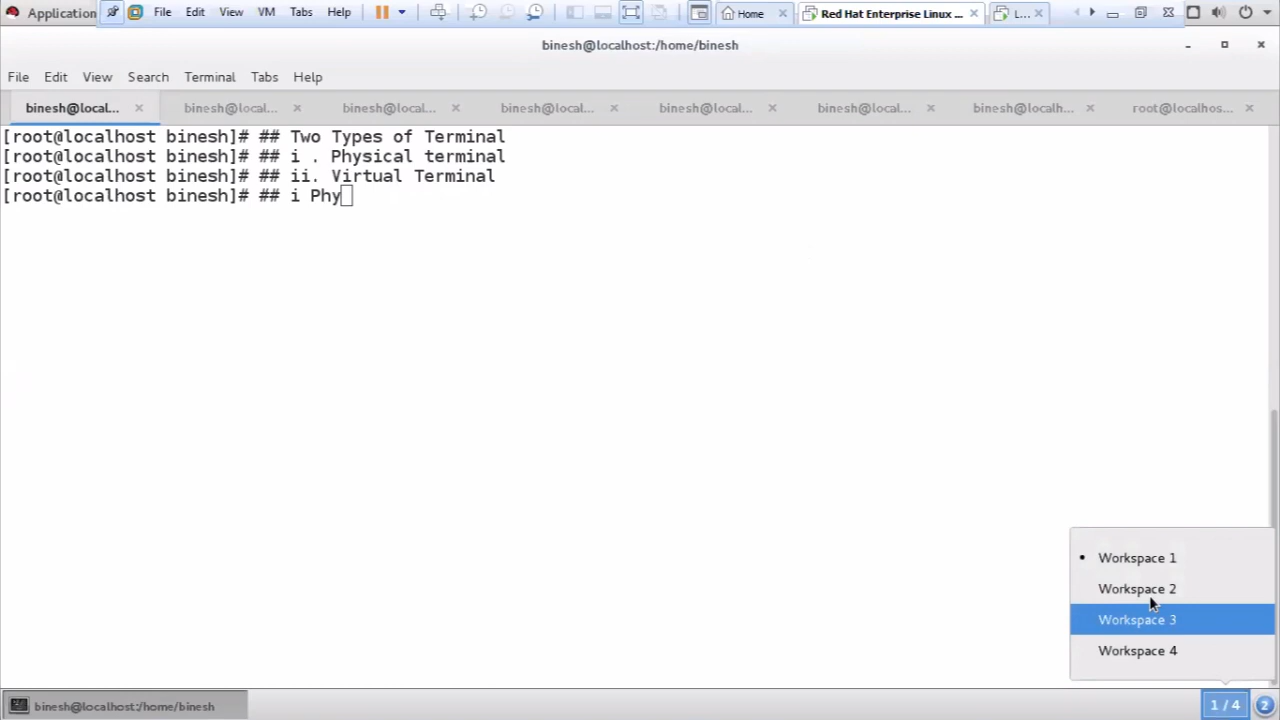 Application File Edit View VM Tabs Help Home Red Hat Enterprise Linux ... L...
binesh@localhost:/home/binesh
File Edit View Search Terminal Tabs Help
binesh@local... binesh@local... binesh@local... binesh@local... binesh@local... binesh@local... binesh@localh... root@localhos...
[root@localhost binesh]# ## Two Types of Terminal
[root@localhost binesh]# ## i . Physical terminal
[root@localhost binesh]# ## ii. Virtual Terminal
[root@localhost binesh]# ## i Phy
Workspace 1
Workspace 2
Workspace 3
Workspace 4
binesh@localhost:/home/binesh 1 / 4 2